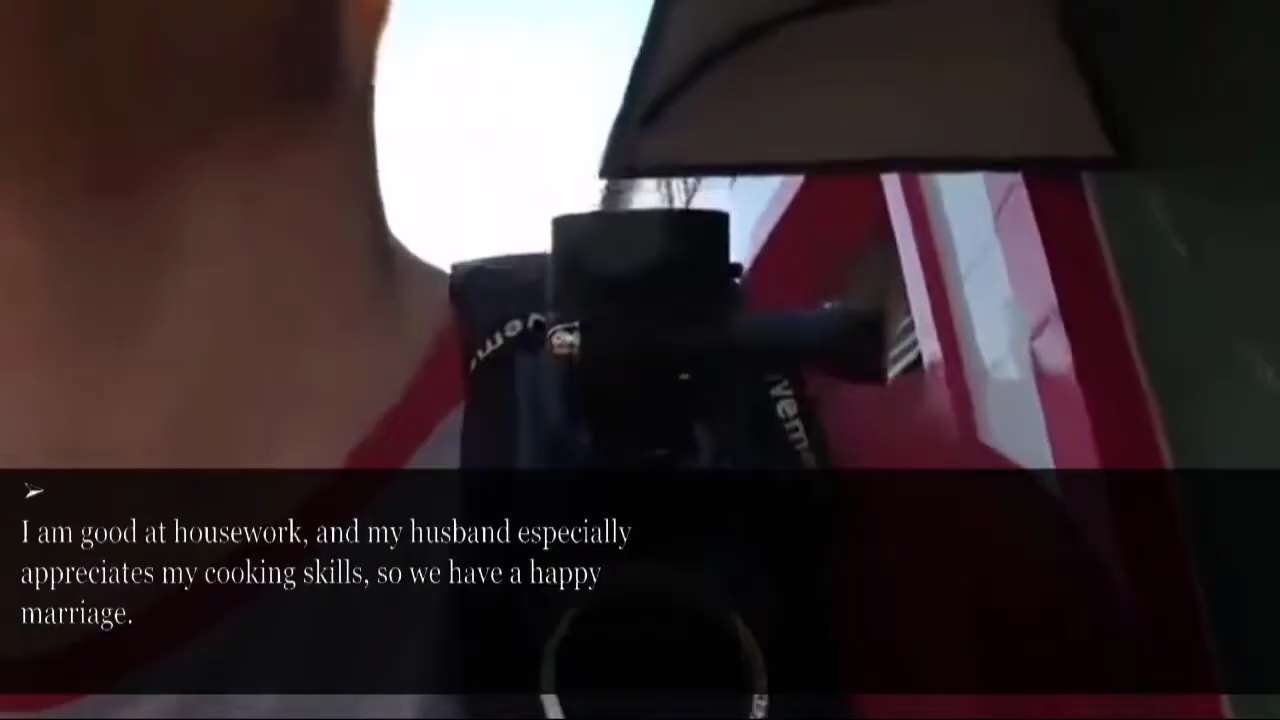 I am good at housework, and my husband especially
appreciates my cooking skills, so we have a happy
marriage.